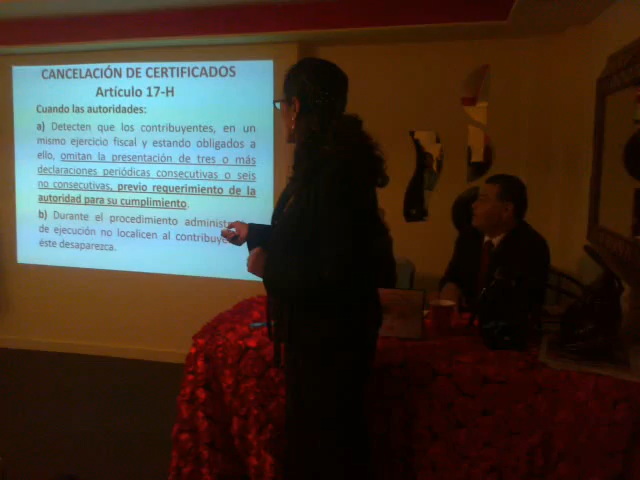 CANCELACIÓN DE CERTIFICADOS
Artículo 17-H
Cuando las autoridades:
a) Detecten que los contribuyentes, en un
mismo ejercicio fiscal y estando obligados a
ello, omitan la presentación de tres o más
declaraciones periódicas consecutivas o seis
no consecutivas, previo requerimiento de la
autoridad para su cumplimiento.
b) Durante el procedimiento
de ejecución no localicen al
éste desaparezca.